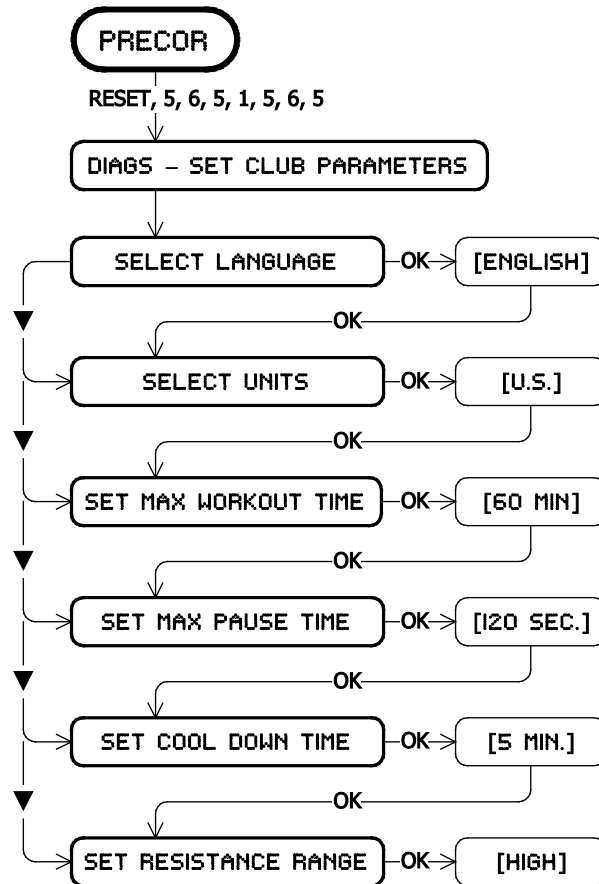 PRECOR
RESET, 5, 6, 5, 1, 5, 6, 5
DIAGS – SET CLUB PARAMETERS
SELECT LANGUAGE OK [ENGLISH]
OK
SELECT UNITS OK [U.S.]
OK
SET MAX WORKOUT TIME OK [60 MIN]
OK
SET MAX PAUSE TIME OK [120 SEC.]
OK
SET COOL DOWN TIME OK [5 MIN.]
OK
SET RESISTANCE RANGE OK [HIGH]